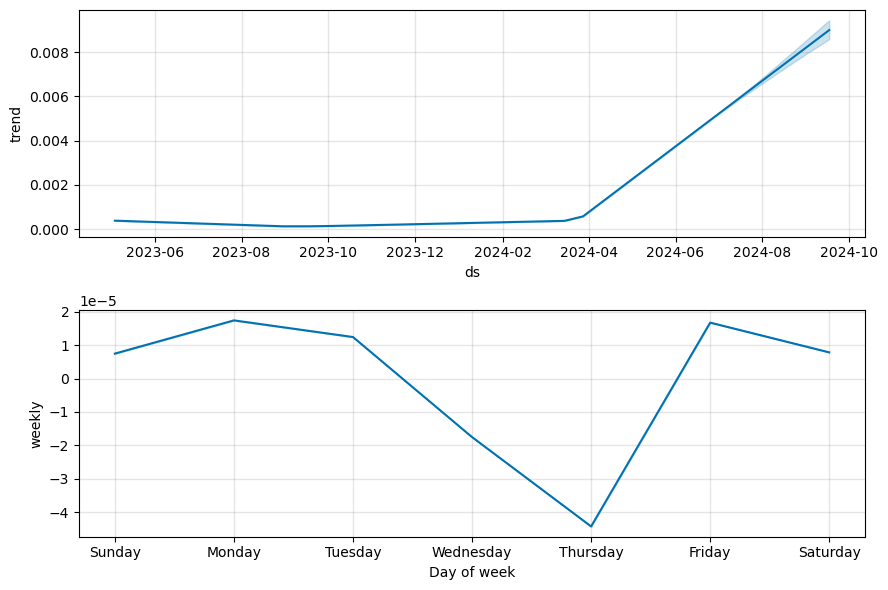 0.008
0.006
0.004
0.002
0.000
trend
2023-06 2023-08 2023-10 2023-12 2024-02 2024-04 2024-06 2024-08 2024-10
ds
1e−5
2
1
0
−1
−2
−3
−4
weekly
Sunday Monday Tuesday Wednesday Thursday Friday Saturday
Day of week